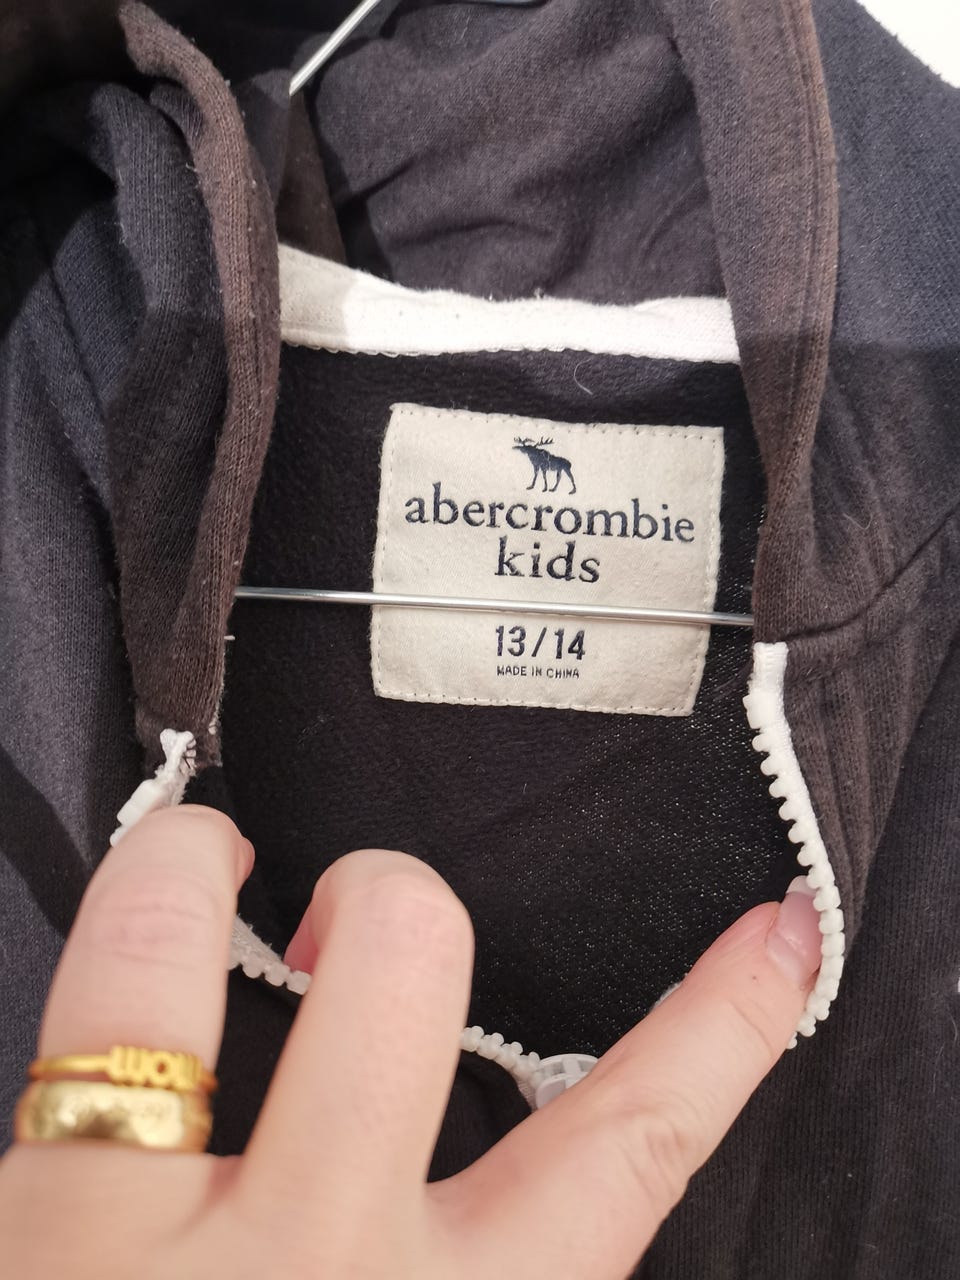 abercrombie
kids
13/14
MADE IN CHINA